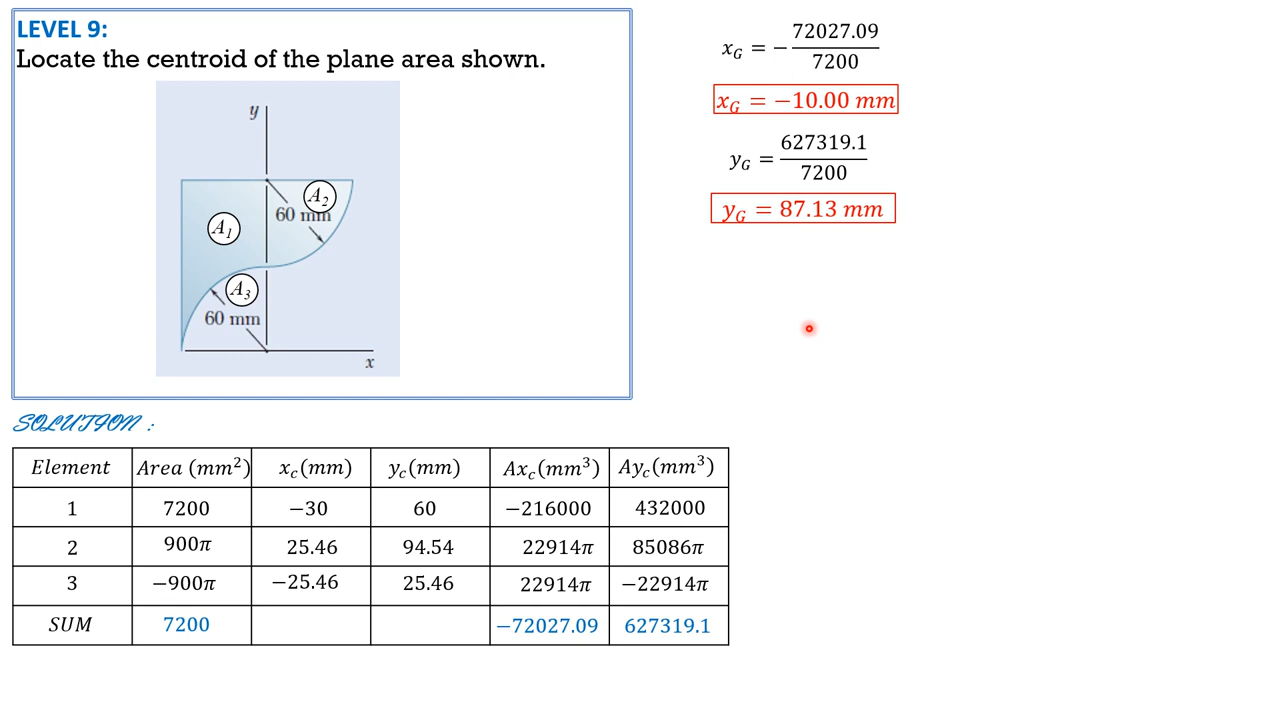 LEVEL 9:
Locate the centroid of the plane area shown.
y
A₂
60 mm
A₁
A₃
60 mm
x
x_G = −72027.09/7200
x_G = −10.00 mm
y_G = 627319.1/7200
y_G = 87.13 mm
SOLUTION :
Element Area (mm²) x_c(mm) y_c(mm) Ax_c(mm³) Ay_c(mm³)
1 7200 −30 60 −216000 432000
2 900π 25.46 94.54 22914π 85086π
3 −900π −25.46 25.46 22914π −22914π
SUM 7200 −72027.09 627319.1